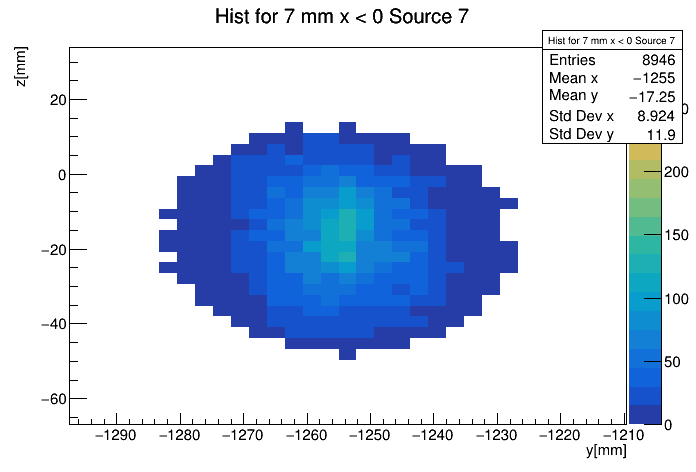 Hist for 7 mm x < 0 Source 7
Hist for 7 mm x < 0 Source 7
Entries 8946
Mean x −1255
Mean y −17.25
Std Dev x 8.924
Std Dev y 11.9
z[mm]
20
0
−20
−40
−60
−1290 −1280 −1270 −1260 −1250 −1240 −1230 −1220 −1210
y[mm]
200
150
100
50
0